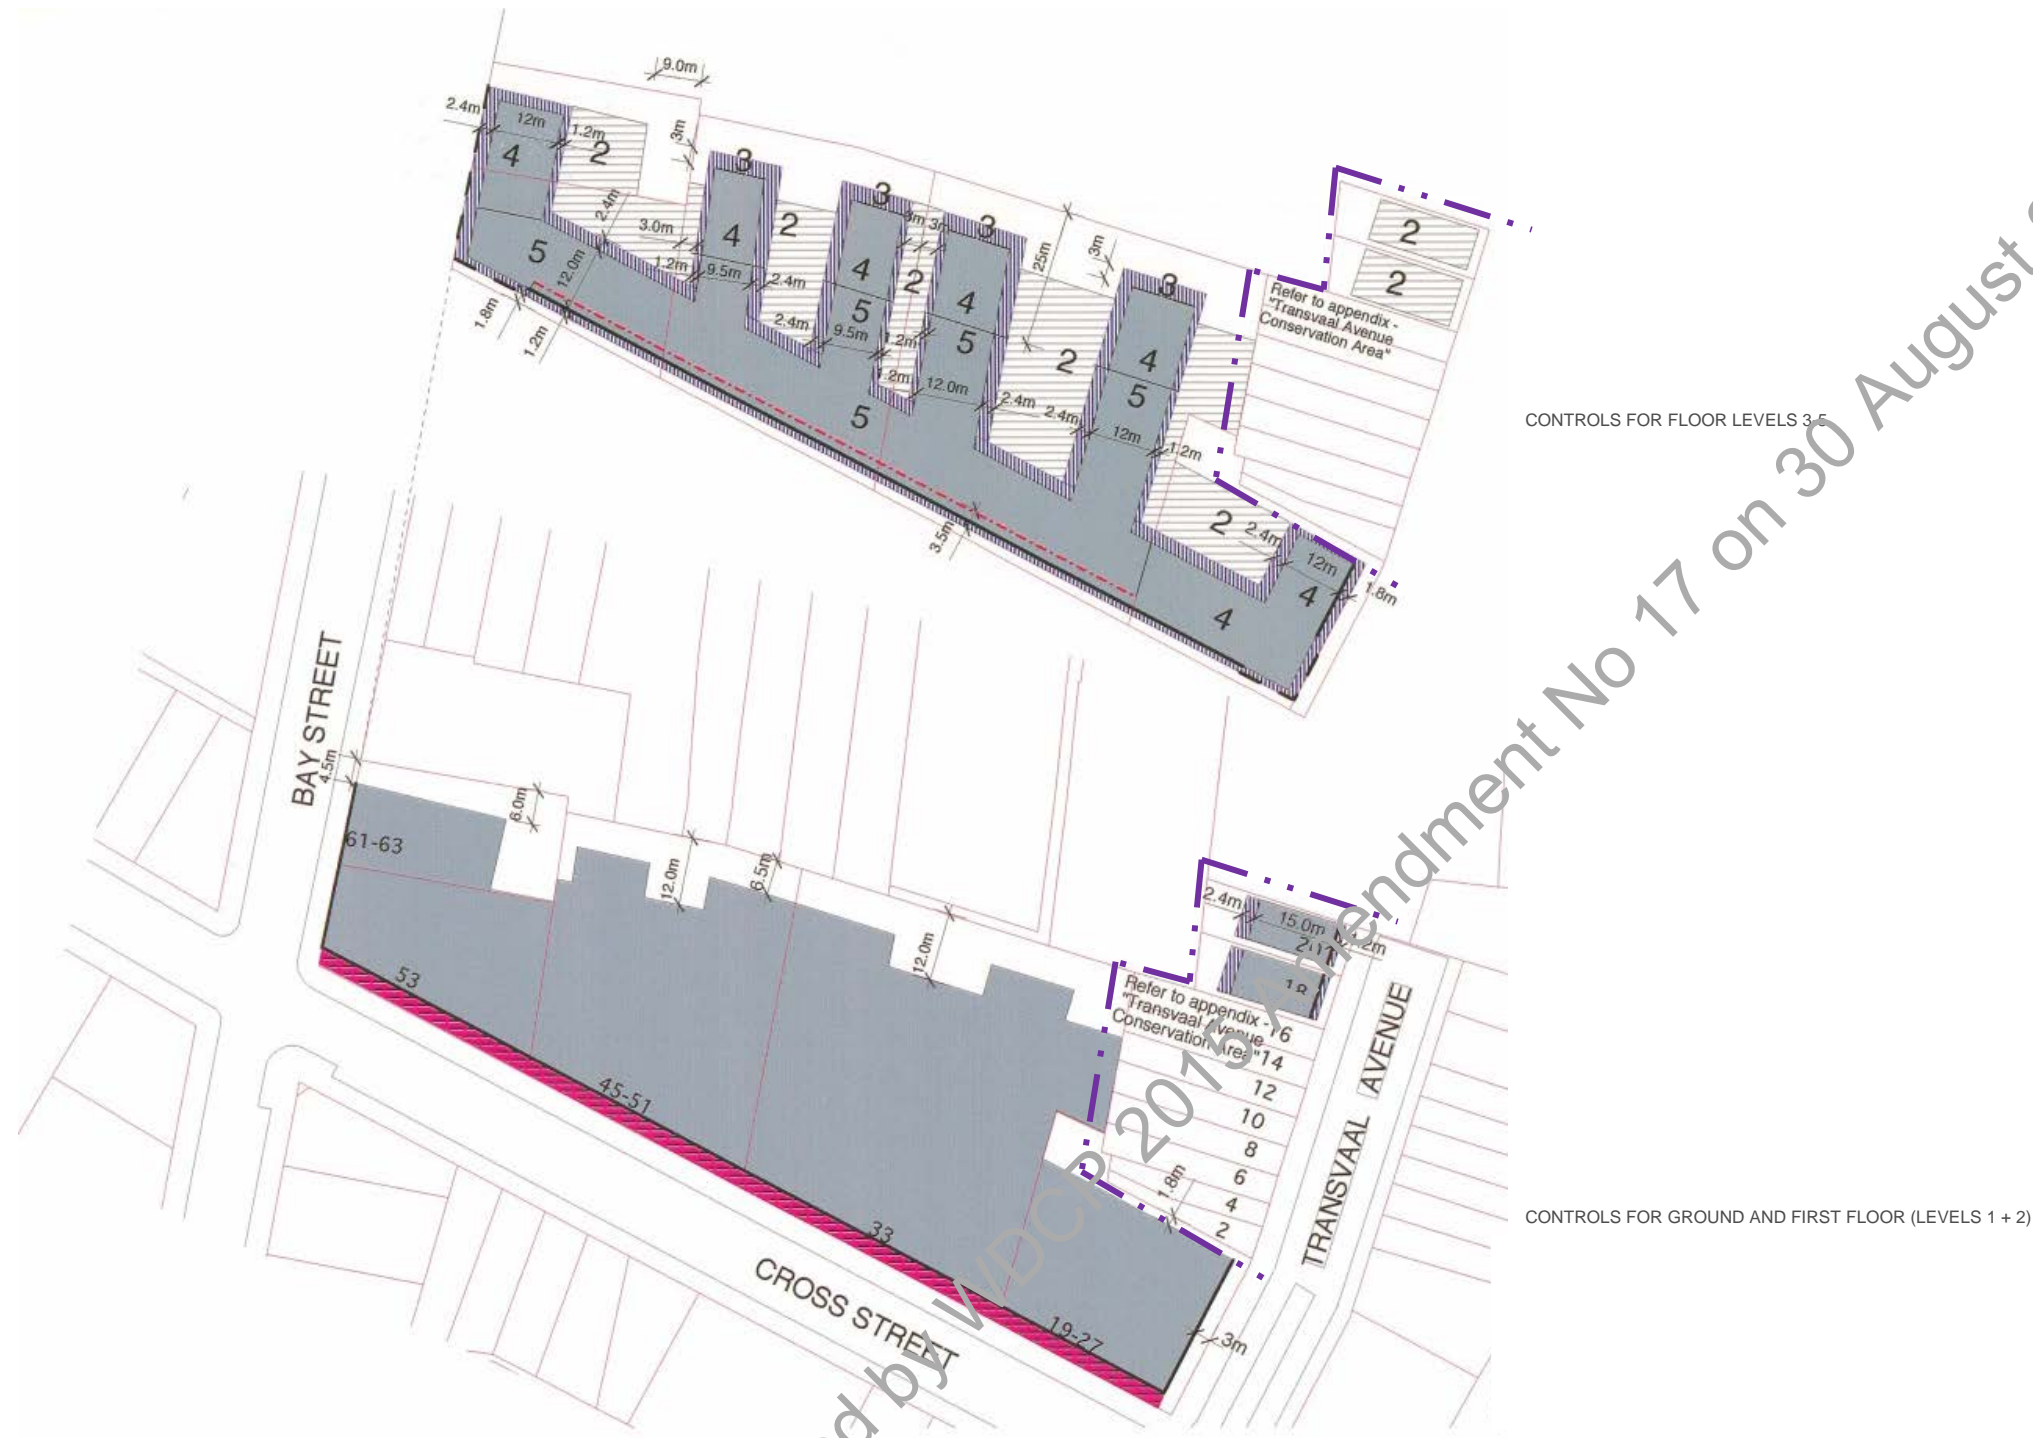 9.0m
2.4m
12m
1.2m
3m
4
2
3
3
3
3
2.4m
3.0m
5
12.0m
1.2m
9.5m
2.4m
4
2
4
2
3m
4
25m
3m
2
2
Refer to appendix -
"Transvaal Avenue
Conservation Area"
1.8m
1.2m
2.4m
5
9.5m
1.2m
5
2
4
5
1.2m
12.0m
2.4m
2.4m
12m
1.2m
5
CONTROLS FOR FLOOR LEVELS 3-5
3.5m
2
2.4m
12m
4
1.8m
4
BAY STREET
4.5m
6.0m
61-63
12.0m
6.5m
12.0m
2.4m
15.0m
18
Refer to appendix -
"Transvaal Avenue
Conservation Area"
16
14
12
10
8
6
4
2
1.8m
53
45-51
33
19-27
3m
CROSS STREET
TRANSVAAL AVENUE
CONTROLS FOR GROUND AND FIRST FLOOR (LEVELS 1 + 2)
by WDCP 2015 Amendment No 17 on 30 August